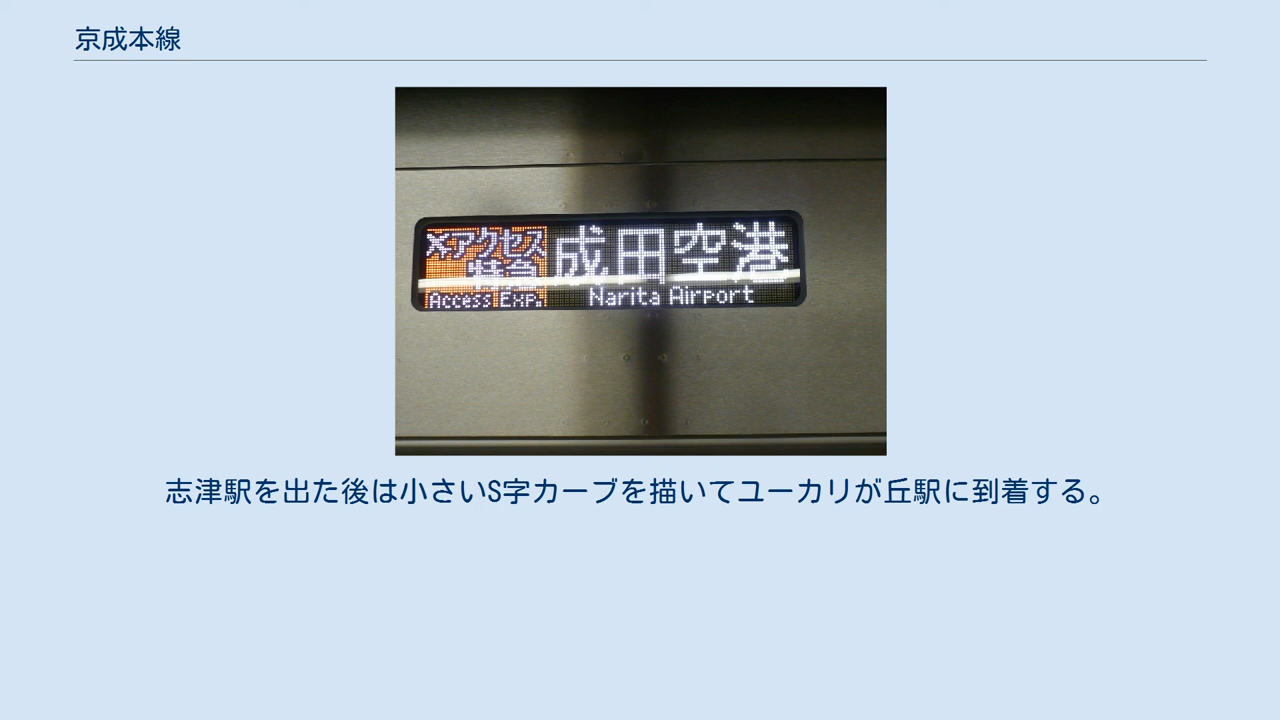 京成本線
アクセス 成田空港
特急
Access Exp. Narita Airport
志津駅を出た後は小さいS字カーブを描いてユーカリが丘駅に到着する。